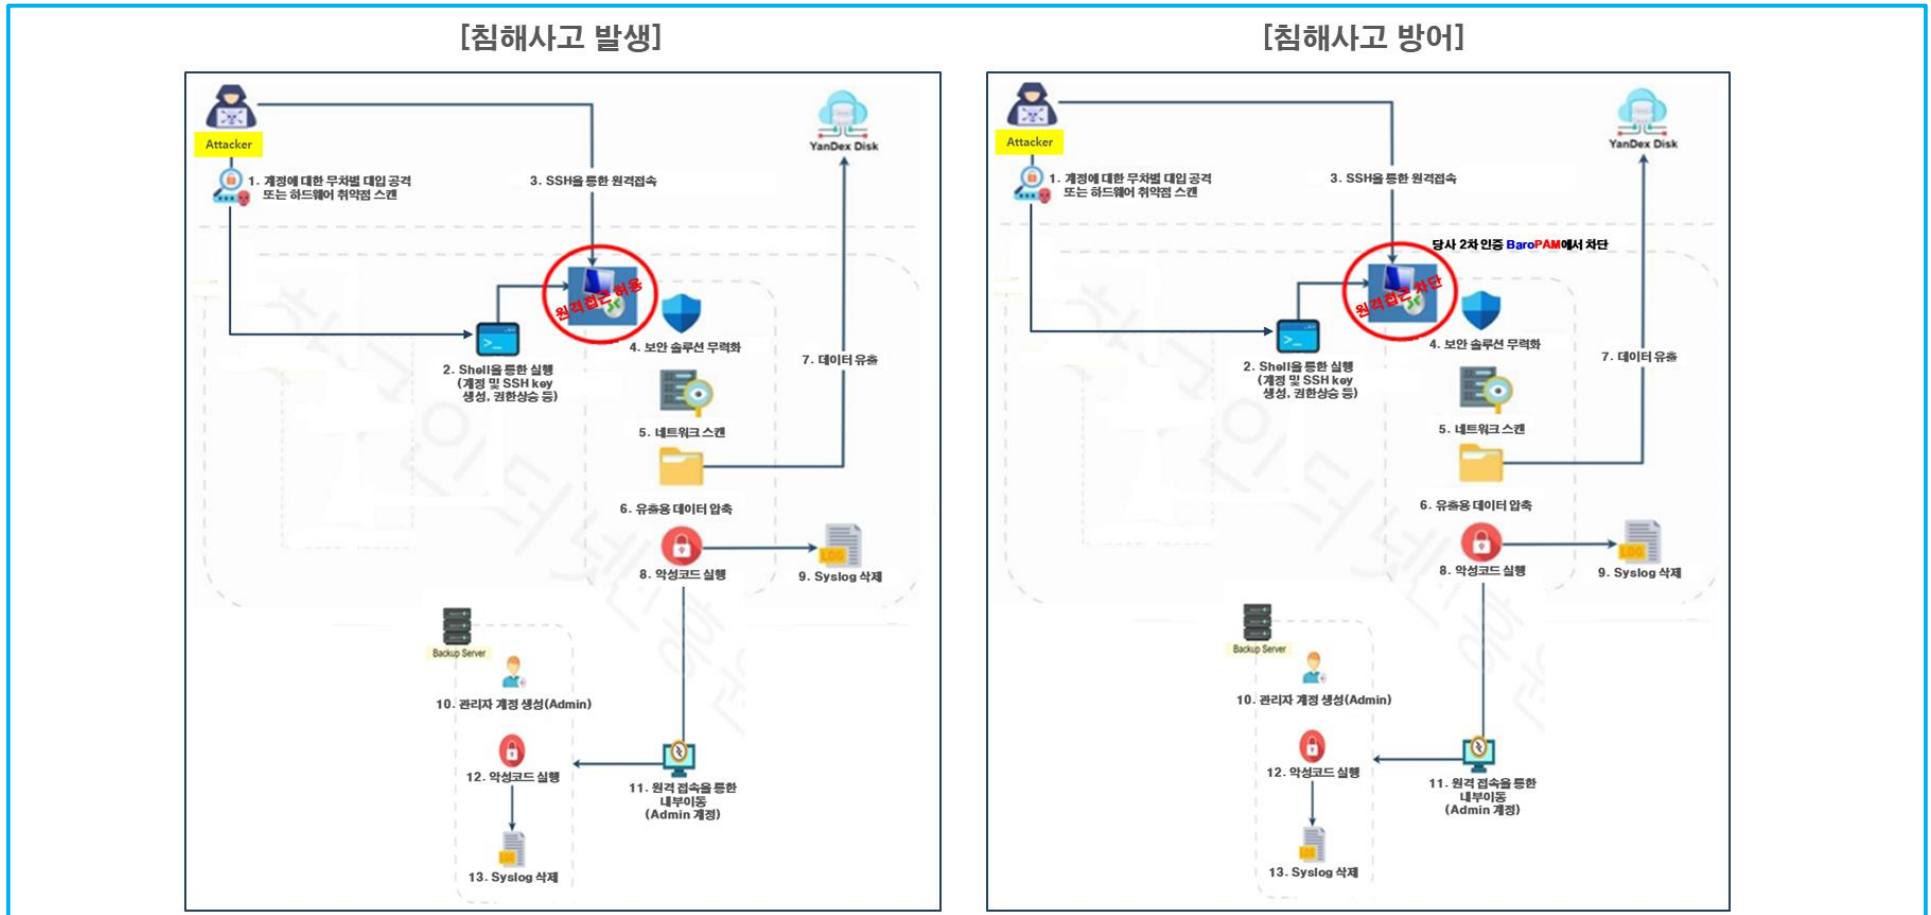 [침해사고 발생]
Attacker
YanDex Disk
1. 계정에 대한 무차별 대입 공격
또는 하드웨어 취약점 스캔
3. SSH을 통한 원격접속
원격접근 허용
4. 보안 솔루션 무력화
2. Shell을 통한 실행
(계정 및 SSH key
생성, 권한상승 등)
7. 데이터 유출
5. 네트워크 스캔
6. 유출용 데이터 압축
LOG
8. 악성코드 실행
9. Syslog 삭제
Backup Server
10. 관리자 계정 생성(Admin)
12. 악성코드 실행
11. 원격 접속을 통한
내부이동
(Admin 계정)
LOG
13. Syslog 삭제
[침해사고 방어]
Attacker
YanDex Disk
1. 계정에 대한 무차별 대입 공격
또는 하드웨어 취약점 스캔
3. SSH을 통한 원격접속
당사 2차 인증 BaroPAM에서 차단
원격접근 차단
4. 보안 솔루션 무력화
2. Shell을 통한 실행
(계정 및 SSH key
생성, 권한상승 등)
7. 데이터 유출
5. 네트워크 스캔
6. 유출용 데이터 압축
LOG
8. 악성코드 실행
9. Syslog 삭제
Backup Server
10. 관리자 계정 생성(Admin)
12. 악성코드 실행
11. 원격 접속을 통한
내부이동
(Admin 계정)
LOG
13. Syslog 삭제